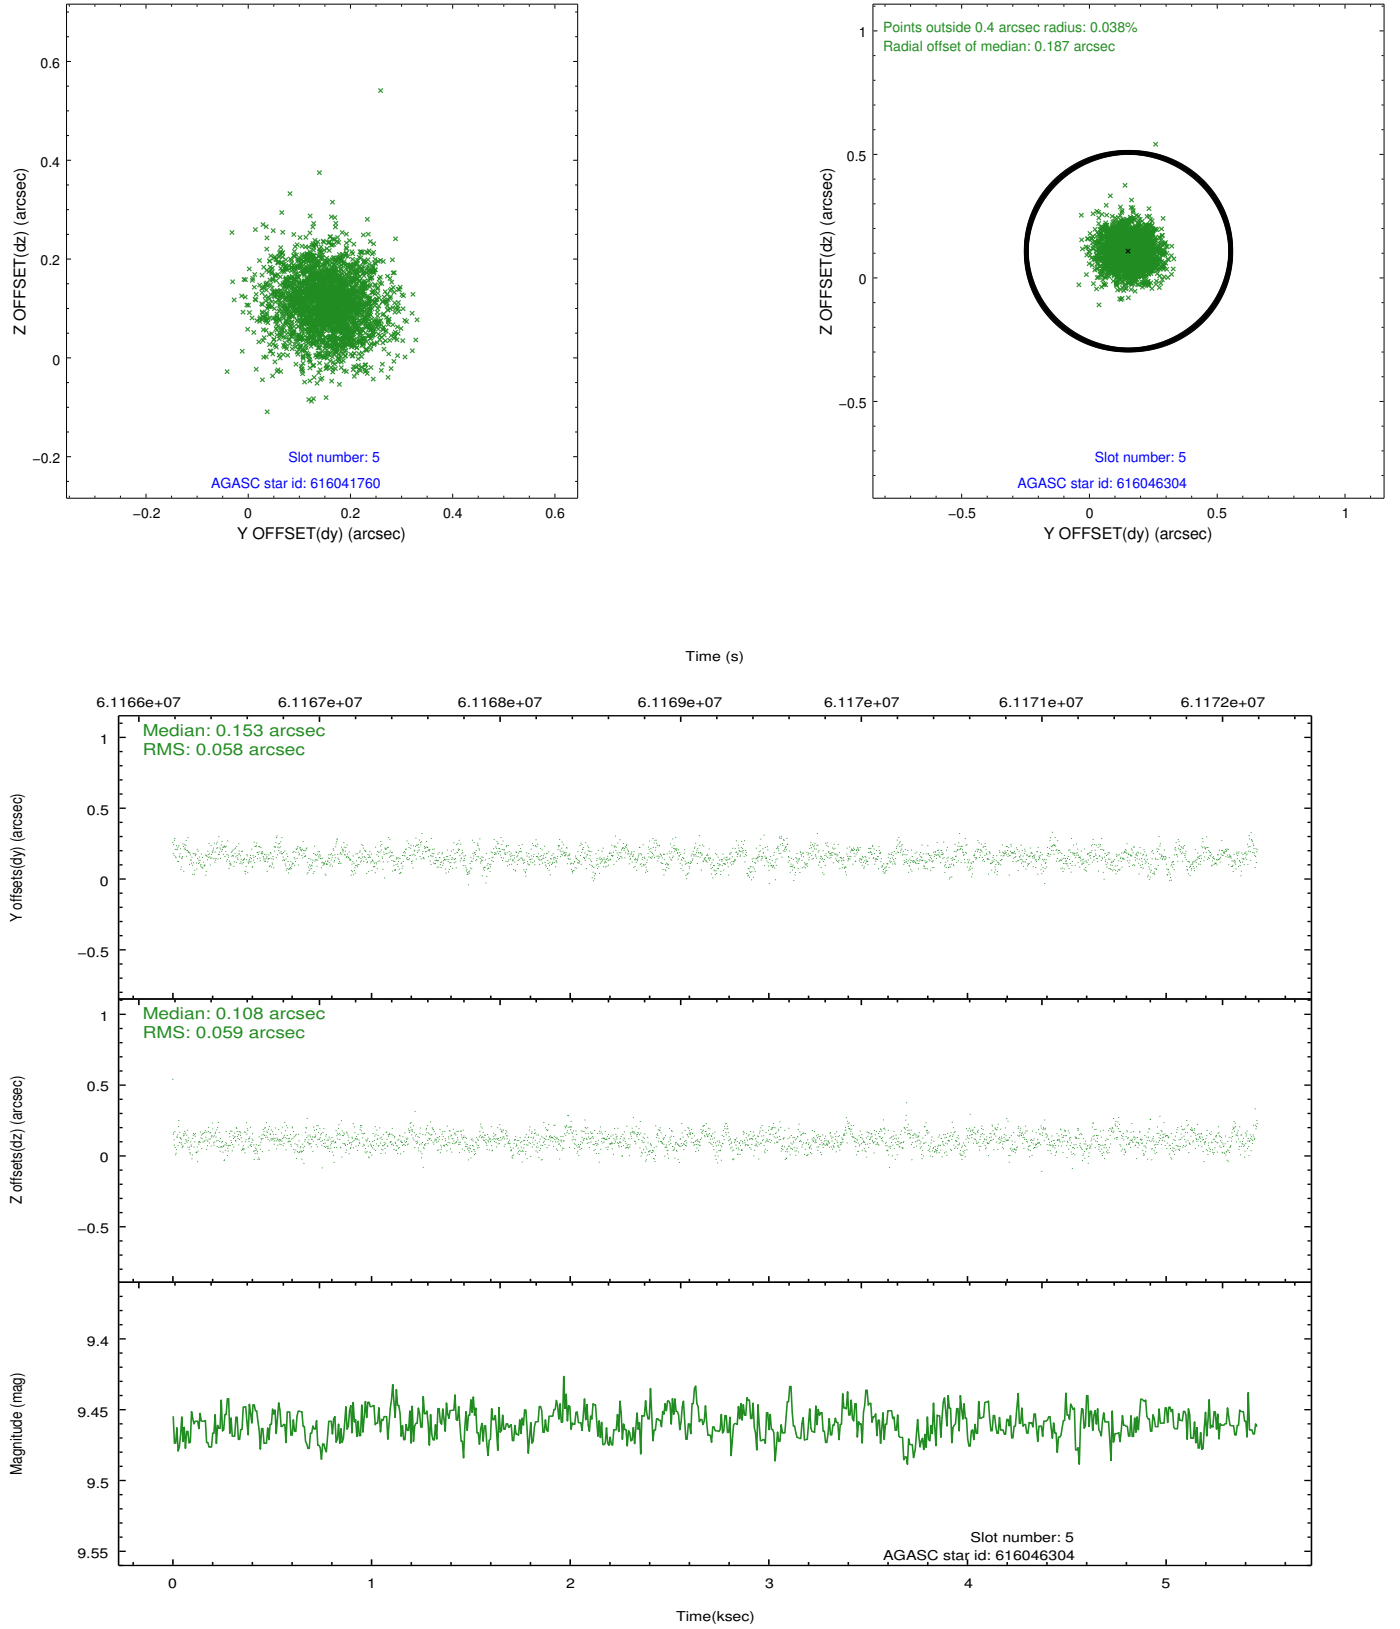 0.6
0.4
0.2
0
−0.2
Z OFFSET(dz) (arcsec)
Slot number: 5
AGASC star id: 616041760
−0.2
0
0.2
0.4
0.6
Y OFFSET(dy) (arcsec)
Points outside 0.4 arcsec radius: 0.038%
Radial offset of median: 0.187 arcsec
1
0.5
0
−0.5
Z OFFSET(dz) (arcsec)
Slot number: 5
AGASC star id: 616046304
−0.5
0
0.5
1
Y OFFSET(dy) (arcsec)
Time (s)
6.1166e+07
6.1167e+07
6.1168e+07
6.1169e+07
6.117e+07
6.1171e+07
6.1172e+07
Median: 0.153 arcsec
RMS: 0.058 arcsec
1
0.5
0
−0.5
Y offsets(dy) (arcsec)
Median: 0.108 arcsec
RMS: 0.059 arcsec
1
0.5
0
−0.5
Z offsets(dz) (arcsec)
9.4
9.45
9.5
9.55
Magnitude (mag)
Slot number: 5
AGASC star id: 616046304
0
1
2
3
4
5
Time(ksec)